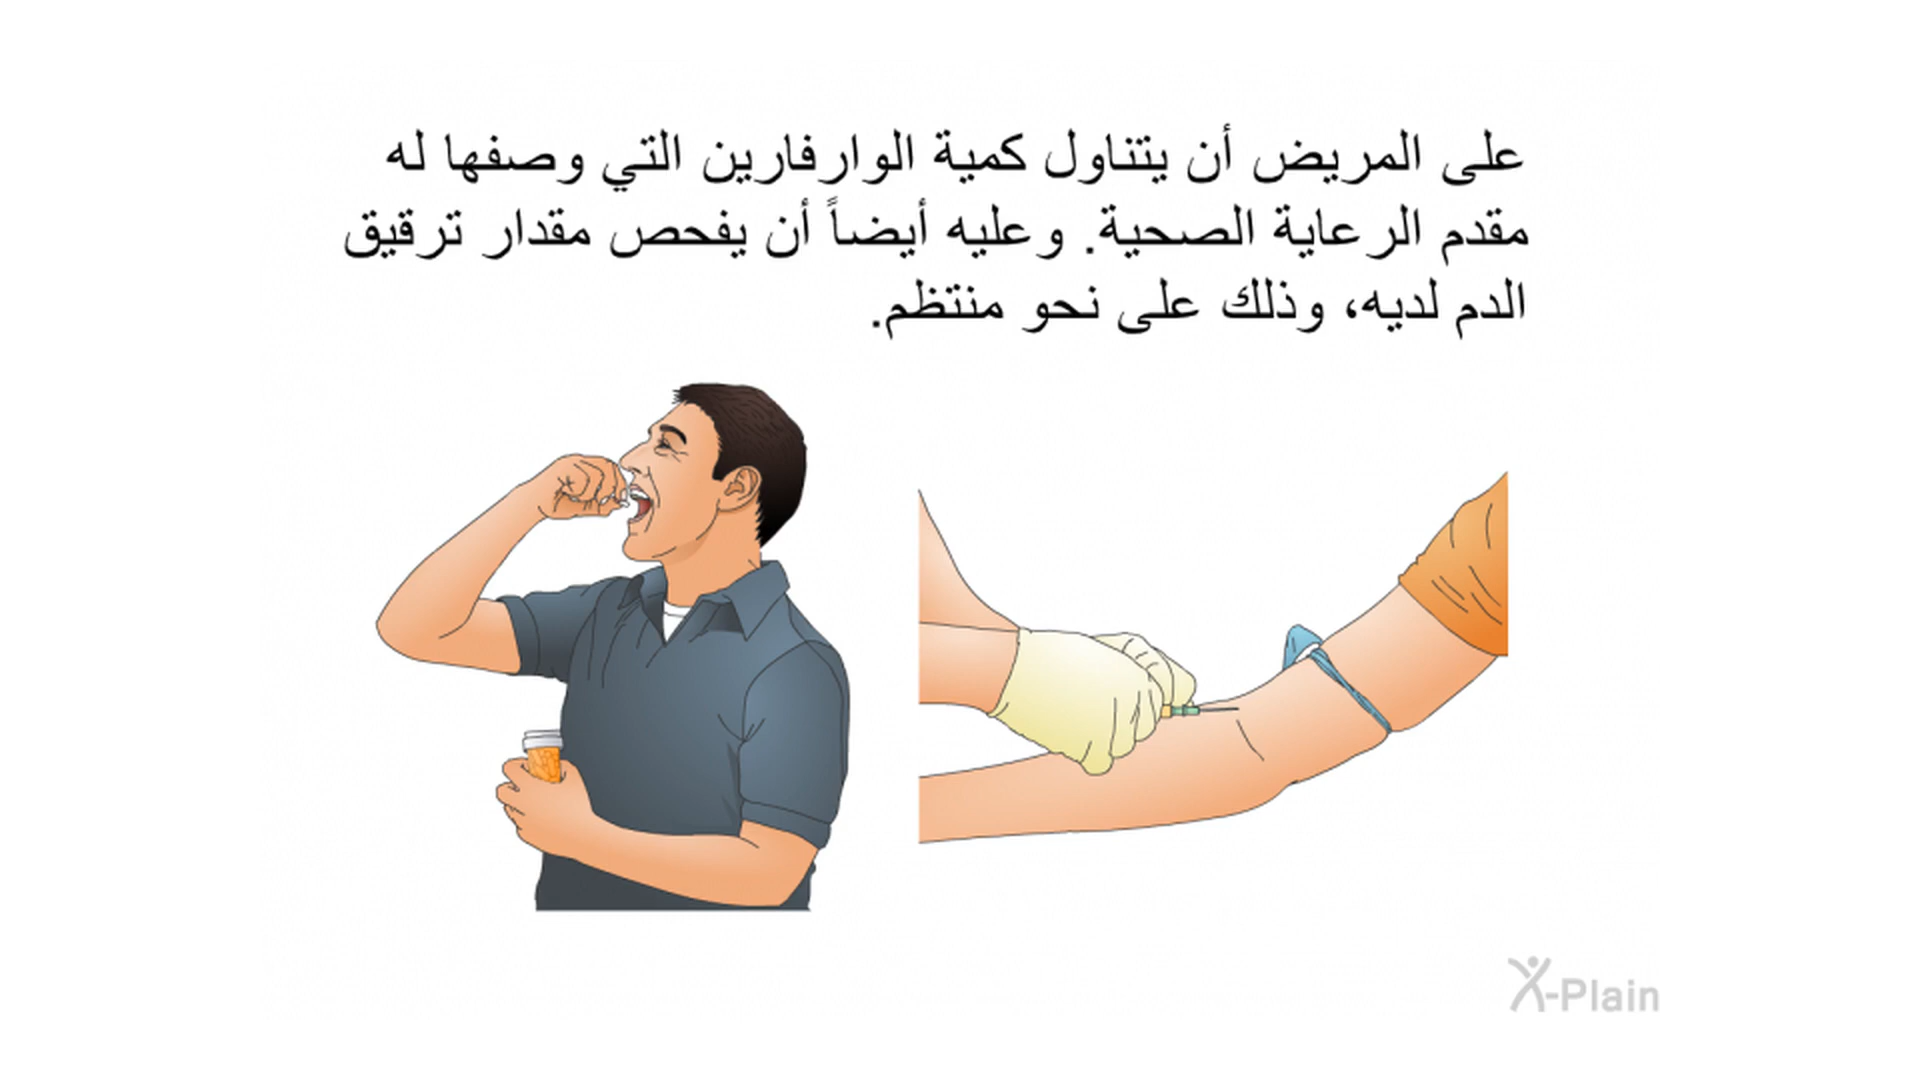 على المريض أن يتناول كمية الوارفارين التي وصفها له
مقدم الرعاية الصحية. وعليه أيضاً أن يفحص مقدار ترقيق
الدم لديه، وذلك على نحو منتظم.
X-Plain